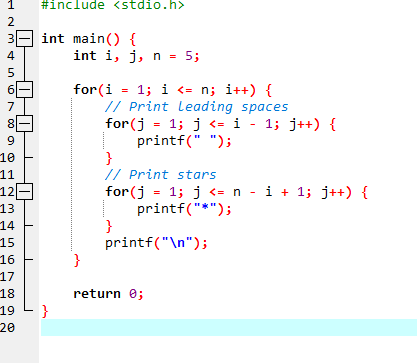 1 #include <stdio.h>
2
3 int main() {
4     int i, j, n = 5;
5
6     for(i = 1; i <= n; i++) {
7         // Print leading spaces
8         for(j = 1; j <= i - 1; j++) {
9             printf(" ");
10         }
11         // Print stars
12         for(j = 1; j <= n - i + 1; j++) {
13             printf("*");
14         }
15         printf("\n");
16     }
17
18     return 0;
19 }
20